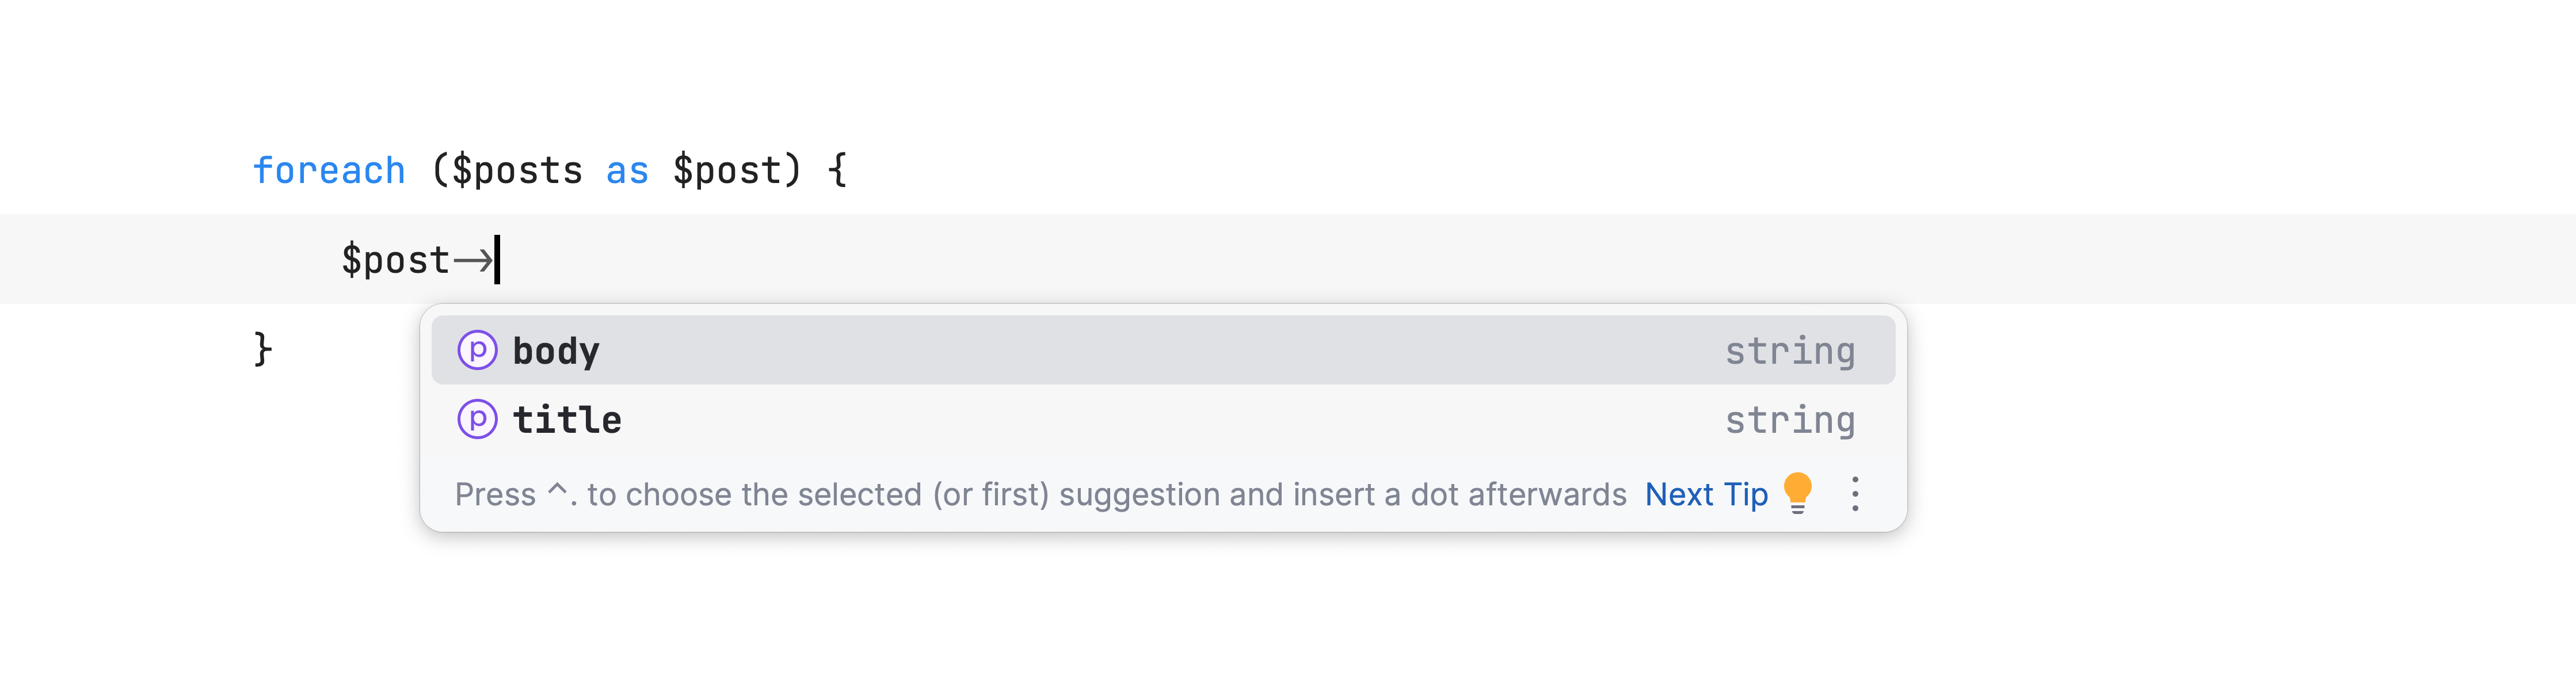 foreach ($posts as $post) {
$post->
}
p body string
p title string
Press ^. to choose the selected (or first) suggestion and insert a dot afterwards Next Tip